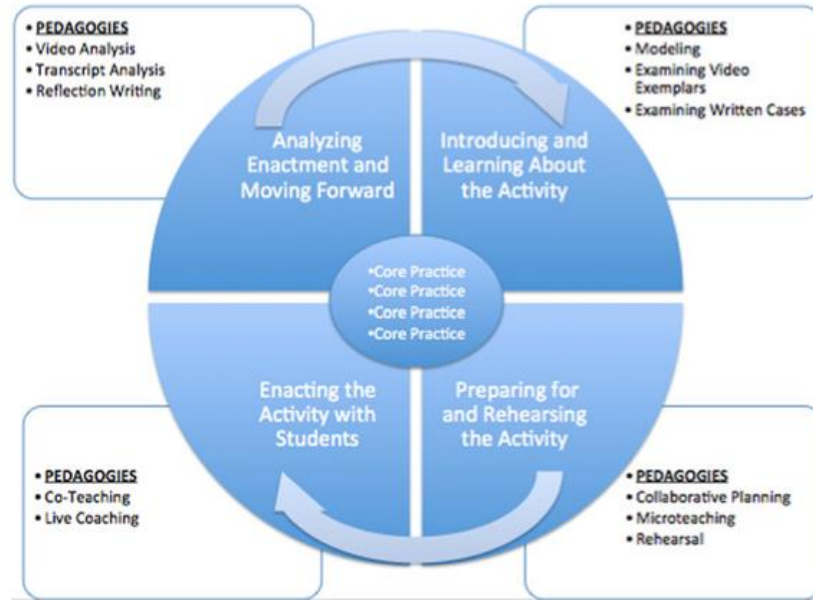 PEDAGOGIES
• Video Analysis
• Transcript Analysis
• Reflection Writing
• PEDAGOGIES
• Modeling
• Examining Video
Exemplars
• Examining Written Cases
Analyzing
Enactment and
Moving Forward
Introducing and
Learning About
the Activity
•Core Practice
•Core Practice
•Core Practice
•Core Practice
Enacting the
Activity with
Students
Preparing for
and Rehearsing
the Activity
• PEDAGOGIES
• Co-Teaching
• Live Coaching
• PEDAGOGIES
• Collaborative Planning
• Microteaching
• Rehearsal